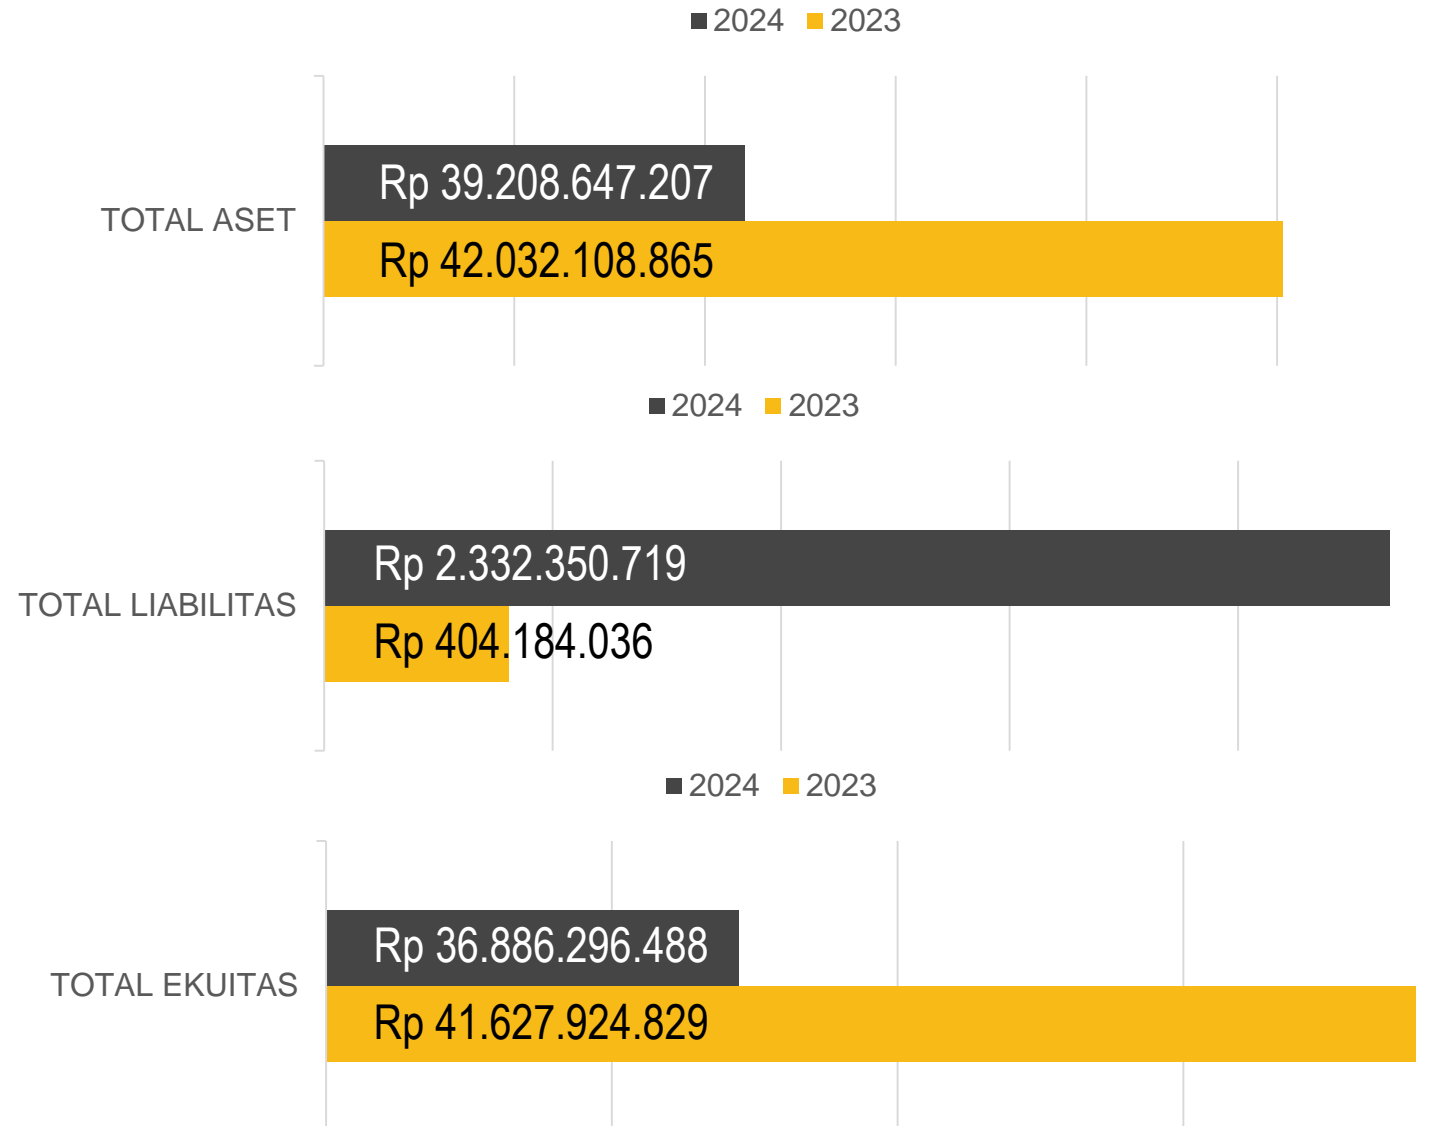 2024 2023
TOTAL ASET
Rp 39.208.647.207
Rp 42.032.108.865
2024 2023
TOTAL LIABILITAS
Rp 2.332.350.719
Rp 404.184.036
2024 2023
TOTAL EKUITAS
Rp 36.886.296.488
Rp 41.627.924.829